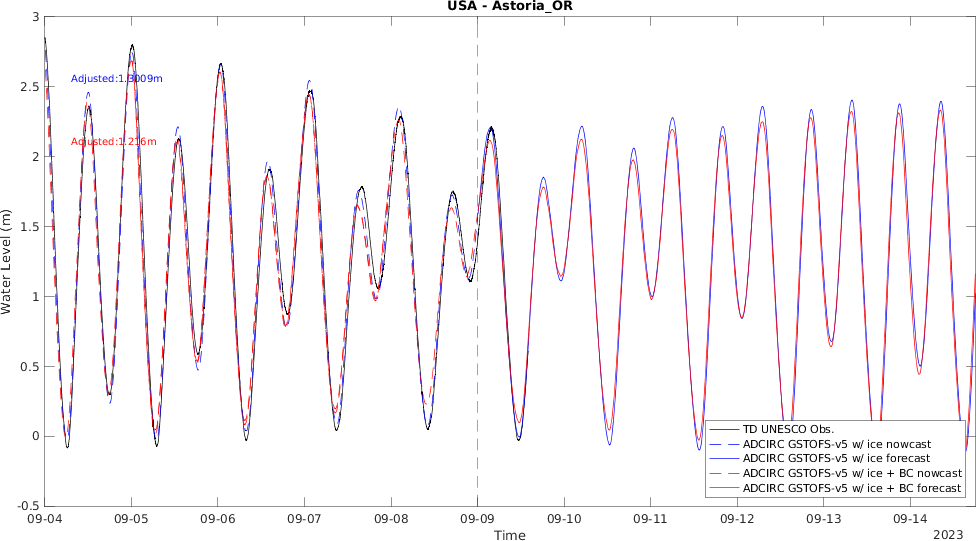 USA - Astoria_OR
Water Level (m)
3
2.5
2
1.5
1
0.5
0
-0.5
Adjusted:1.3009m
Adjusted:1.216m
TD UNESCO Obs.
ADCIRC GSTOFS-v5 w/ ice nowcast
ADCIRC GSTOFS-v5 w/ ice forecast
ADCIRC GSTOFS-v5 w/ ice + BC nowcast
ADCIRC GSTOFS-v5 w/ ice + BC forecast
09-04 09-05 09-06 09-07 09-08 09-09 09-10 09-11 09-12 09-13 09-14
Time
2023